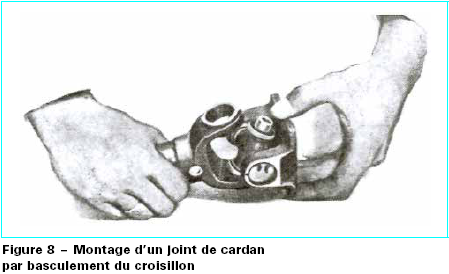 Figure 8 – Montage d’un joint de cardan
par basculement du croisillon